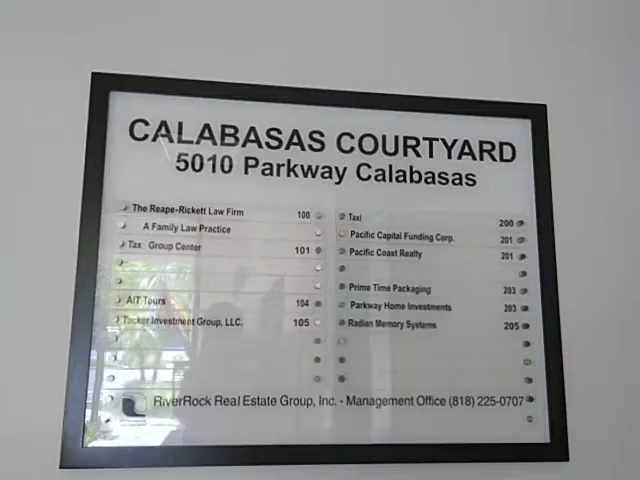 CALABASAS COURTYARD
5010 Parkway Calabasas
The Reape-Rickett Law Firm 100
A Family Law Practice
Tax Group Center 101
AIT Tours 104
Tucker Investment Group, LLC. 105
Taxi 200
Pacific Capital Funding Corp. 201
Pacific Coast Realty 201
Prime Time Packaging 203
Parkway Home Investments 203
Radian Memory Systems 205
RiverRock Real Estate Group, Inc. - Management Office (818) 225-0707